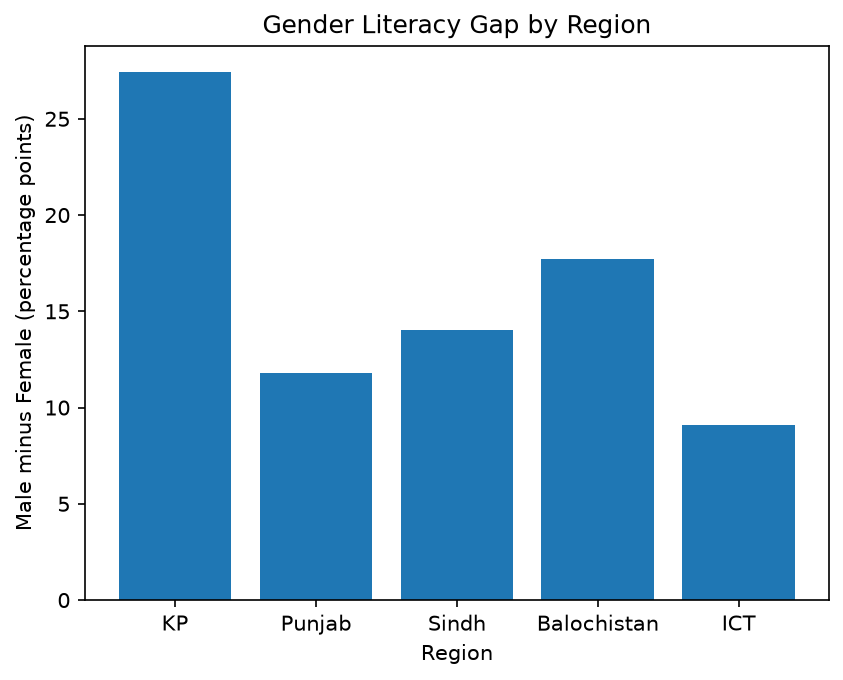 Gender Literacy Gap by Region
Male minus Female (percentage points)
25
20
15
10
5
0
KP Punjab Sindh Balochistan ICT
Region